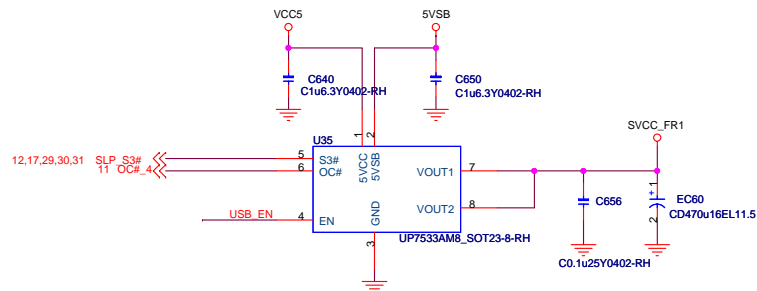 VCC5
5VSB
C640
C1u6.3Y0402-RH
C650
C1u6.3Y0402-RH
SVCC_FR1
U35
1
2
12,17,29,30,31 SLP_S3#
5
S3#
5VCC
5VSB
VOUT1
7
11 OC#_4
6
OC#
USB_EN
4
EN
GND
VOUT2
8
C656
1
+
EC60
CD470u16EL11.5
2
3
UP7533AM8_SOT23-8-RH
C0.1u25Y0402-RH